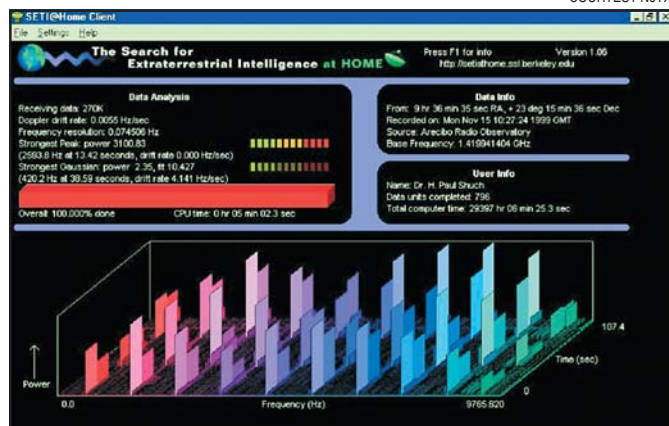 SETI@Home Client
File Settings Help
The Search for
Extraterrestrial Intelligence at HOME
Press F1 for info Version 1.06
http://setiathome.ssl.berkeley.edu
Data Analysis
Receiving data: 270K
Doppler drift rate: 0.0055 Hz/sec
Frequency resolution: 0.074506 Hz
Strongest Peak: power 3100.83
(2593.8 Hz at 13.42 seconds, drift rate 0.000 Hz/sec)
Strongest Gaussian: power 2.35, fit 10.427
(420.2 Hz at 38.59 seconds, drift rate 4.141 Hz/sec)
Overall: 100.000% done CPU time: 0 hr 05 min 02.3 sec
Data Info
From: 9 hr 36 min 35 sec RA, + 23 deg 15 min 36 sec Dec
Recorded on: Mon Nov 15 10:27:24 1999 GMT
Source: Arecibo Radio Observatory
Base Frequency: 1.419941404 GHz
User Info
Name: Dr. H. Paul Shuch
Data units completed: 796
Total computer time: 29397 hr 06 min 25.3 sec
Power
0.0
Frequency (Hz)
9765.620
0
Time (sec)
107.4